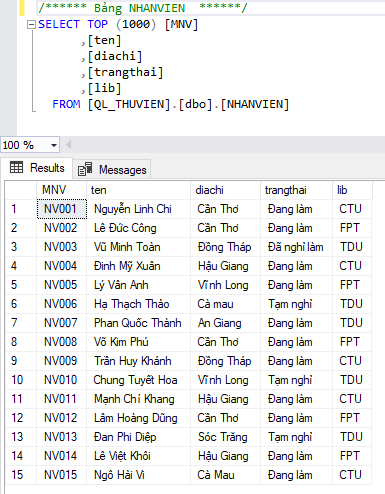 /****** Bảng NHANVIEN ******/
SELECT TOP (1000) [MNV]
,[ten]
,[diachi]
,[trangthai]
,[lib]
FROM [QL_THUVIEN].[dbo].[NHANVIEN]
100 %
Results Messages
MNV ten diachi trangthai lib
1 NV001 Nguyễn Linh Chi Cần Thơ Đang làm CTU
2 NV002 Lê Đức Công Cần Thơ Đang làm FPT
3 NV003 Vũ Minh Toàn Đồng Tháp Đã nghỉ làm TDU
4 NV004 Đinh Mỹ Xuân Hậu Giang Đang làm CTU
5 NV005 Lý Vân Anh Vĩnh Long Đang làm FPT
6 NV006 Hạ Thạch Thảo Cà mau Tạm nghỉ TDU
7 NV007 Phan Quốc Thành An Giang Đang làm TDU
8 NV008 Võ Kim Phú Cần Thơ Đang làm FPT
9 NV009 Trần Huy Khánh Đồng Tháp Đang làm CTU
10 NV010 Chung Tuyết Hoa Vĩnh Long Tạm nghỉ TDU
11 NV011 Mạnh Chí Khang Hậu Giang Đang làm CTU
12 NV012 Lâm Hoàng Dũng Cần Thơ Đang làm FPT
13 NV013 Đan Phi Diệp Sóc Trăng Tạm nghỉ TDU
14 NV014 Lê Việt Khôi Hậu Giang Đang làm FPT
15 NV015 Ngô Hải Vi Cà Mau Đang làm CTU